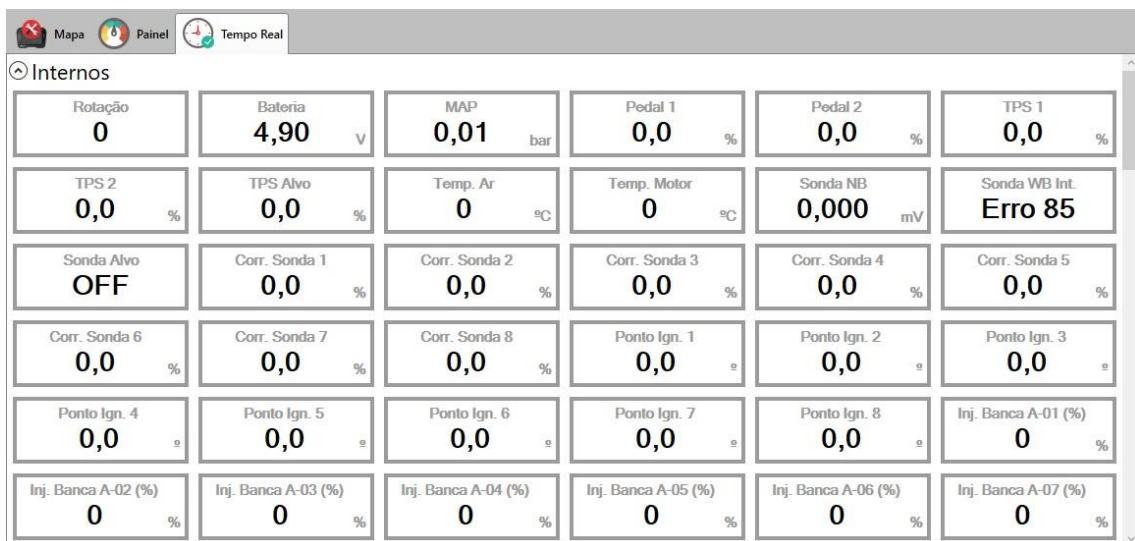 Mapa Painel Tempo Real
Internos
Rotação Bateria MAP Pedal 1 Pedal 2 TPS 1
0 4,90 V 0,01 bar 0,0 % 0,0 % 0,0 %
TPS 2 TPS Alvo Temp. Ar Temp. Motor Sonda NB Sonda WB Int.
0,0 % 0,0 % 0 ºC 0 ºC 0,000 mV Erro 85
Sonda Alvo Corr. Sonda 1 Corr. Sonda 2 Corr. Sonda 3 Corr. Sonda 4 Corr. Sonda 5
OFF 0,0 % 0,0 % 0,0 % 0,0 % 0,0 %
Corr. Sonda 6 Corr. Sonda 7 Corr. Sonda 8 Ponto Ign. 1 Ponto Ign. 2 Ponto Ign. 3
0,0 % 0,0 % 0,0 % 0,0 º 0,0 º 0,0 º
Ponto Ign. 4 Ponto Ign. 5 Ponto Ign. 6 Ponto Ign. 7 Ponto Ign. 8 Inj. Banca A-01 (%)
0,0 º 0,0 º 0,0 º 0,0 º 0,0 º 0 %
Inj. Banca A-02 (%) Inj. Banca A-03 (%) Inj. Banca A-04 (%) Inj. Banca A-05 (%) Inj. Banca A-06 (%) Inj. Banca A-07 (%)
0 % 0 % 0 % 0 % 0 % 0 %